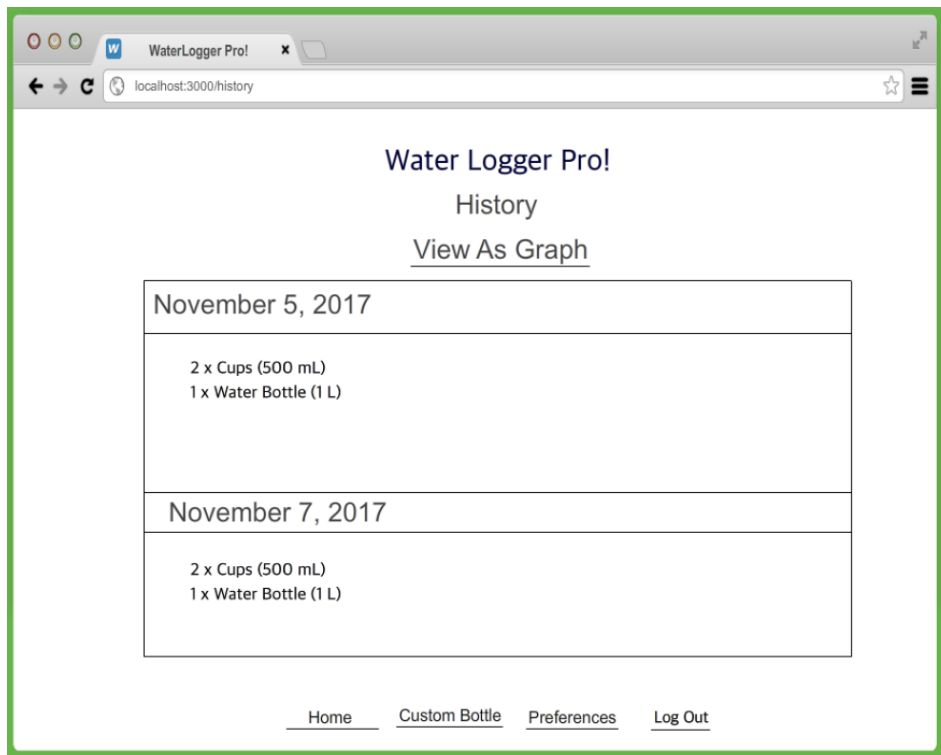 W WaterLogger Pro! ×
localhost:3000/history
Water Logger Pro!
History
View As Graph
November 5, 2017
2 x Cups (500 mL)
1 x Water Bottle (1 L)
November 7, 2017
2 x Cups (500 mL)
1 x Water Bottle (1 L)
Home Custom Bottle Preferences Log Out